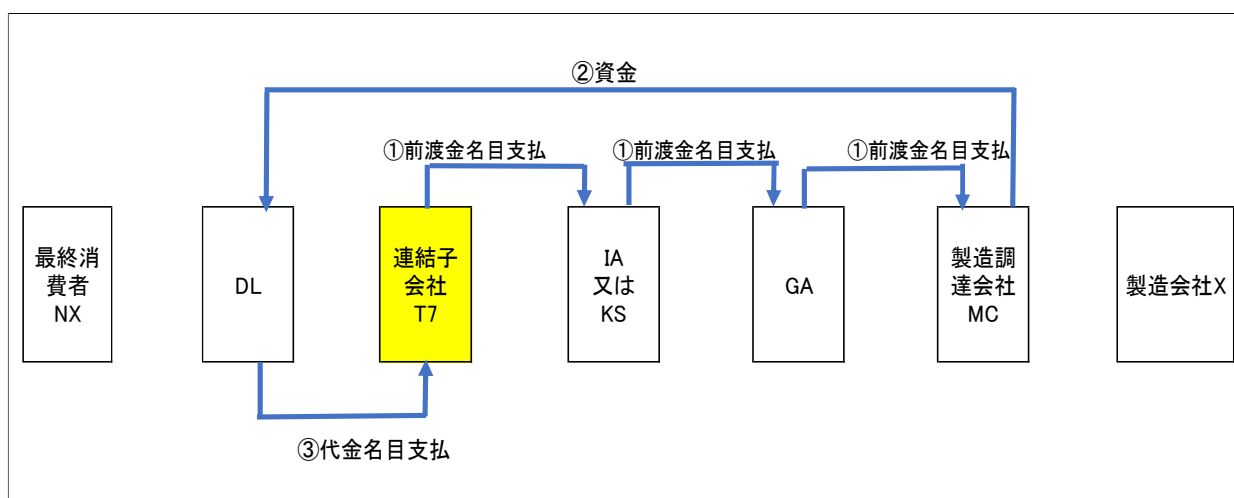 ②資金
①前渡金名目支払
①前渡金名目支払
①前渡金名目支払
最終消
費者
NX
DL
連結子
会社
T7
IA
又は
KS
GA
製造調
達会社
MC
製造会社X
③代金名目支払